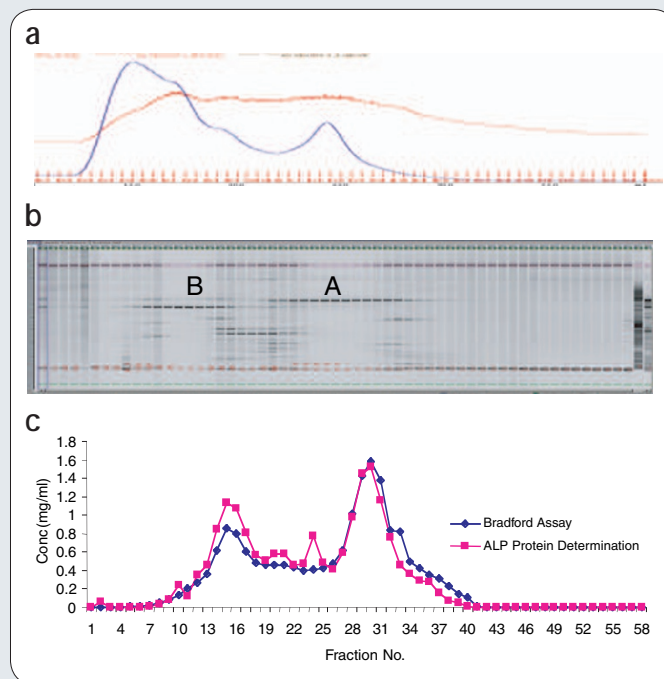 a
b
B A
c
1.8
1.6
1.4
1.2
1
0.8
0.6
0.4
0.2
0
Conc(mg/ml)
Bradford Assay
ALP Protein Determination
1 4 7 10 13 16 19 22 25 28 31 34 37 40 43 46 49 52 55 58
Fraction No.